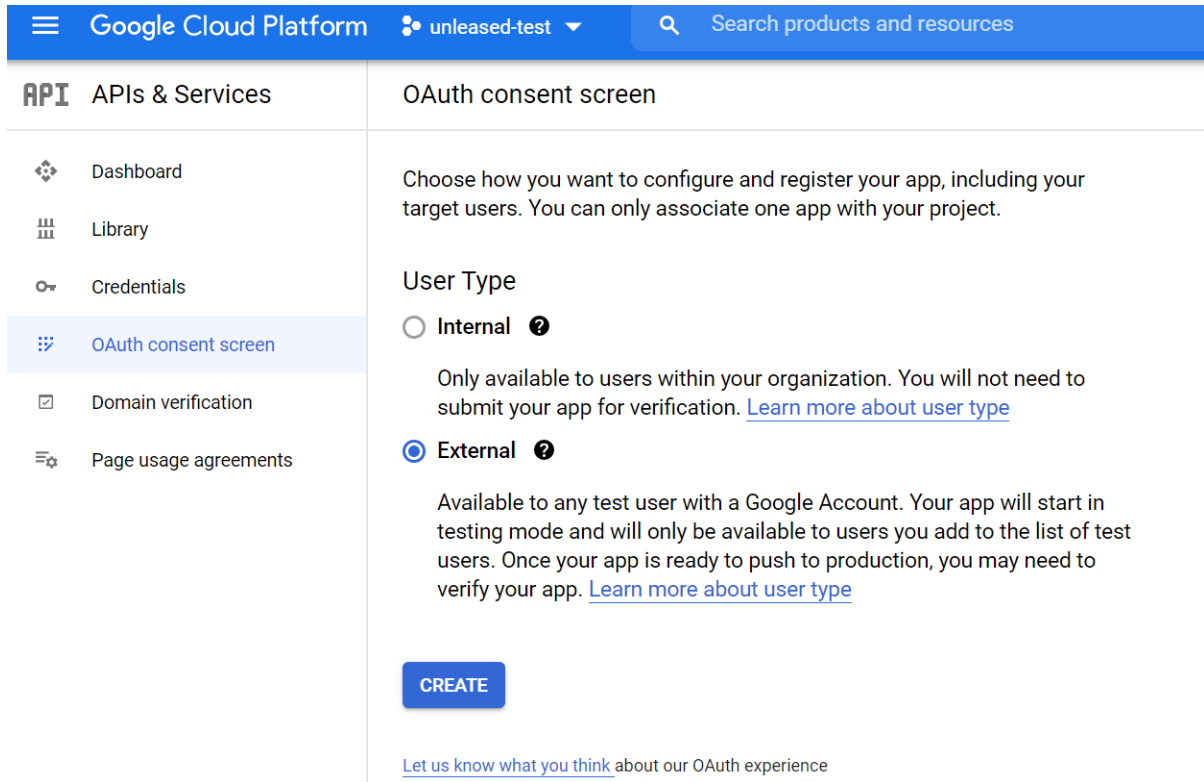 Google Cloud Platform
unleased-test
Search products and resources
API
APIs & Services
Dashboard
Library
Credentials
OAuth consent screen
Domain verification
Page usage agreements
OAuth consent screen
Choose how you want to configure and register your app, including your
target users. You can only associate one app with your project.
User Type
Internal
Only available to users within your organization. You will not need to
submit your app for verification. Learn more about user type
External
Available to any test user with a Google Account. Your app will start in
testing mode and will only be available to users you add to the list of test
users. Once your app is ready to push to production, you may need to
verify your app. Learn more about user type
CREATE
Let us know what you think about our OAuth experience